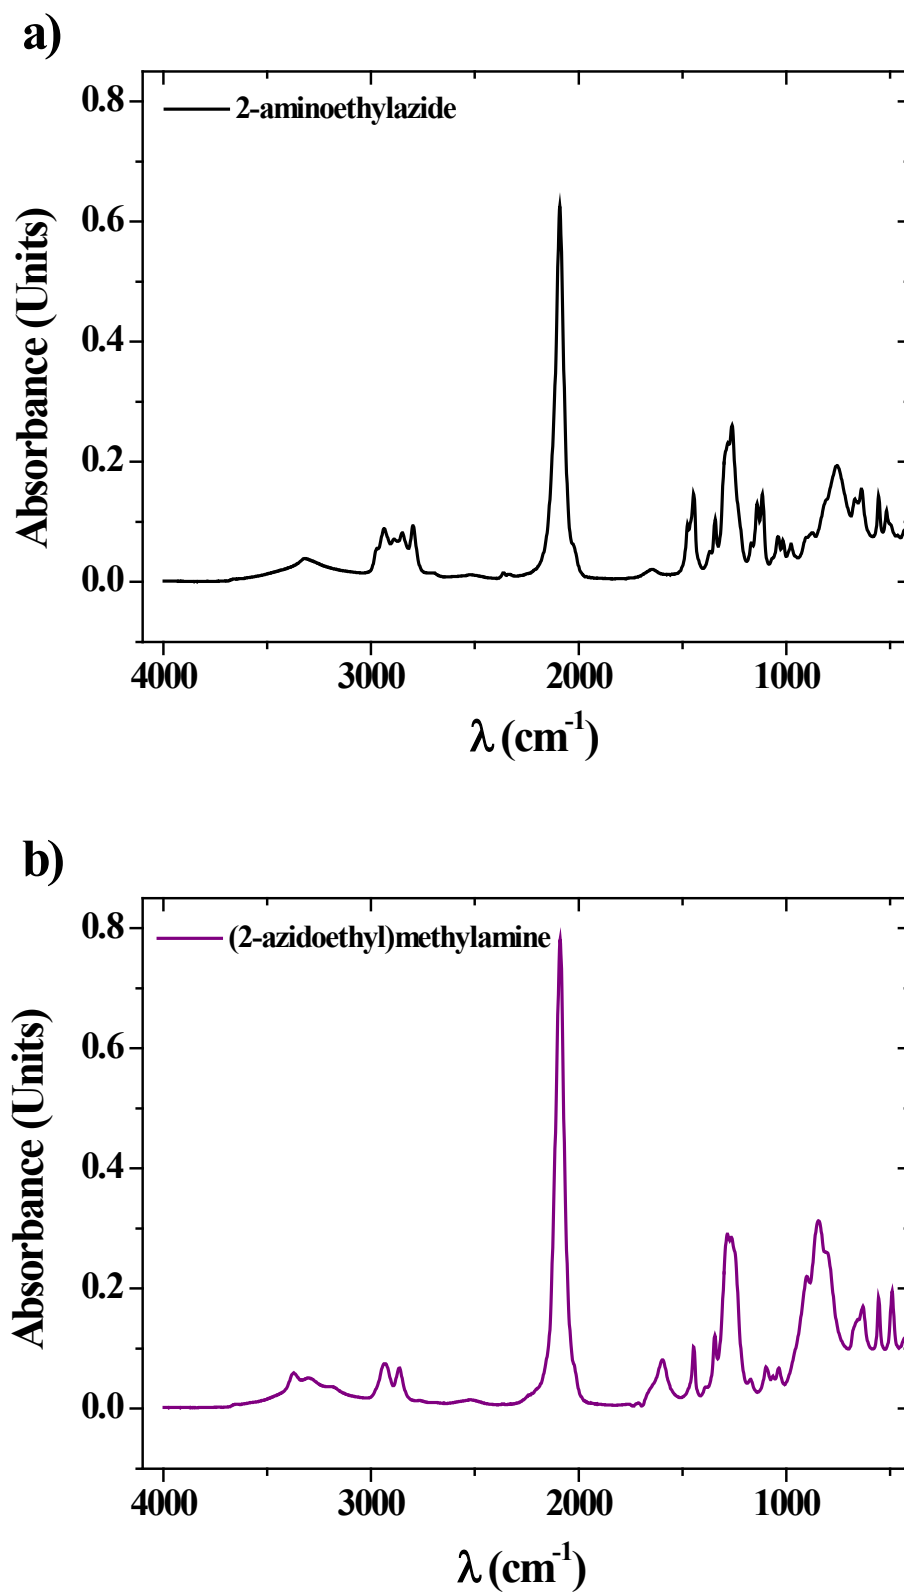 a)
2-aminoethylazide
0.8
0.6
0.4
0.2
0.0
Absorbance (Units)
4000 3000 2000 1000
λ (cm-1)
b)
(2-azidoethyl)methylamine
0.8
0.6
0.4
0.2
0.0
Absorbance (Units)
4000 3000 2000 1000
λ (cm-1)